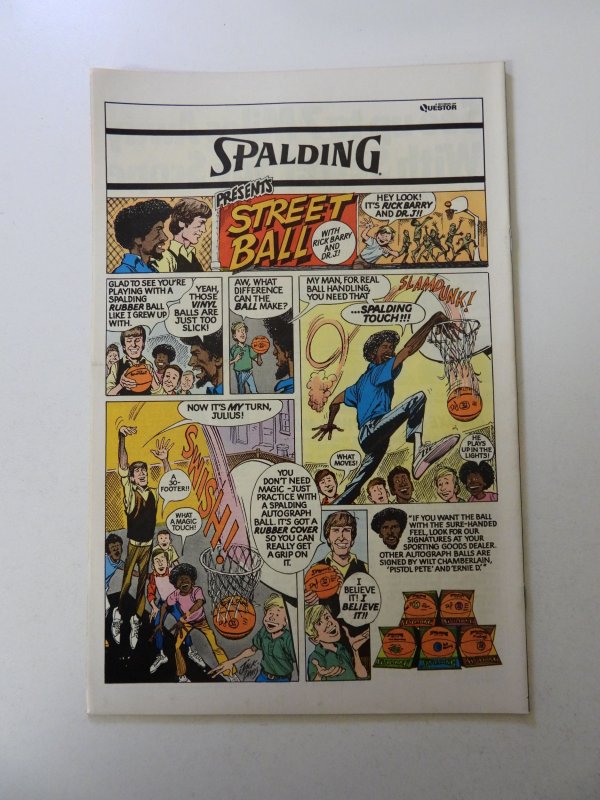 A DIVISION OF
QUESTOR
SPALDING
PRESENTS
STREET
BALL
WITH
RICK BARRY
AND
DR.J!
HEY LOOK!
IT'S RICK BARRY
AND DR.J!!
GLAD TO SEE YOU'RE
PLAYING WITH A
SPALDING
RUBBER BALL
LIKE I GREW UP
WITH.
YEAH,
THOSE
VINYL
BALLS ARE
JUST TOO
SLICK!
AW, WHAT
DIFFERENCE
CAN THE
BALL MAKE?
MY MAN, FOR REAL
BALL HANDLING,
YOU NEED THAT
...SPALDING
TOUCH!!!
SLAM DUNK!
WHAT
MOVES!
HE
PLAYS
UP IN THE
LIGHTS!
NOW IT'S MY TURN,
JULIUS!
A
30-
FOOTER!!
WHAT
A MAGIC
TOUCH!
SWISH!!
YOU
DON'T NEED
MAGIC-JUST
PRACTICE WITH
A SPALDING
AUTOGRAPH
BALL. IT'S GOT A
RUBBER COVER
SO YOU CAN
REALLY GET
A GRIP ON
IT.
I
BELIEVE
IT! I
BELIEVE
IT!!
"IF YOU WANT THE BALL
WITH THE SURE-HANDED
FEEL, LOOK FOR OUR
SIGNATURES AT YOUR
SPORTING GOODS DEALER.
OTHER AUTOGRAPH BALLS ARE
SIGNED BY WILT CHAMBERLAIN,
'PISTOL PETE' AND 'ERNIE D.'"